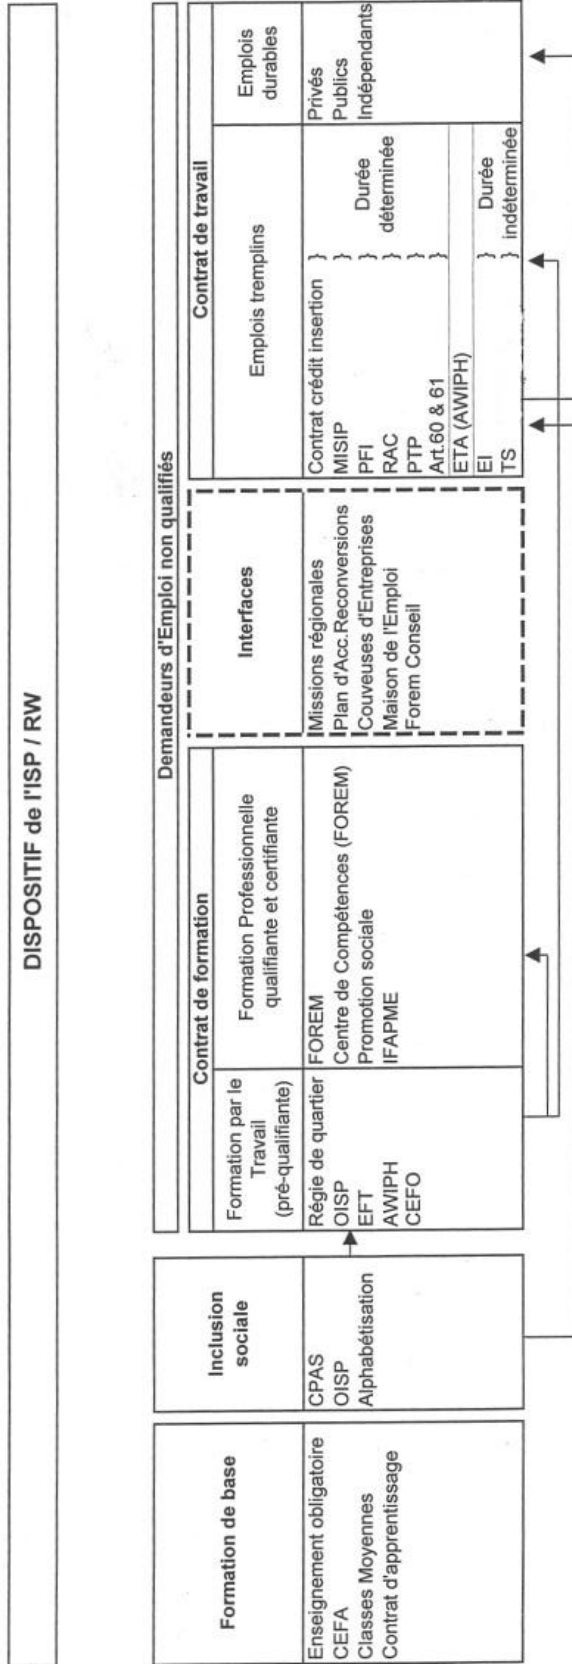 DISPOSITIF de l'ISP / RW
Formation de base
Enseignement obligatoire
CEFA
Classes Moyennes
Contrat d'apprentissage
Inclusion
sociale
CPAS
OISP
Alphabétisation
Demandeurs d'Emploi non qualifiés
Contrat de formation
Formation par le
Travail
(pré-qualifiante)
Régie de quartier
OISP
EFT
AWIPH
CEFO
Formation Professionnelle
qualifiante et certifiante
FOREM
Centre de Compétences (FOREM)
Promotion sociale
IFAPME
Interfaces
Missions régionales
Plan d'Acc.Reconversions
Couveuses d'Entreprises
Maison de l'Emploi
Forem Conseil
Contrat de travail
Emplois tremplins
Contrat crédit insertion }
MISIP }
PFI } Durée
RAC } déterminée
PTP }
Art.60 & 61 }
ETA (AWIPH)
EI } Durée
TS } indéterminée
Emplois
durables
Privés
Publics
Indépendants